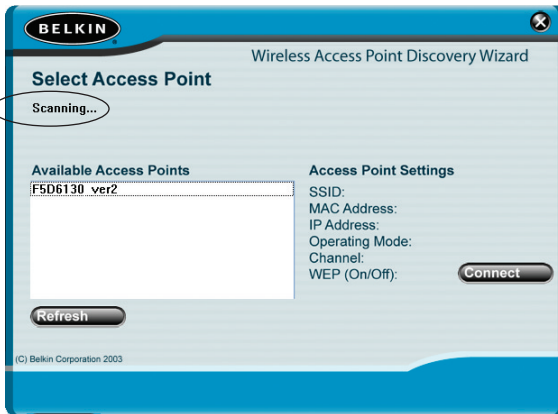 BELKIN
Wireless Access Point Discovery Wizard
Select Access Point
Scanning...
Available Access Points
F5D6130 ver2
Access Point Settings
SSID:
MAC Address:
IP Address:
Operating Mode:
Channel:
WEP (On/Off):
Connect
Refresh
(C) Belkin Corporation 2003